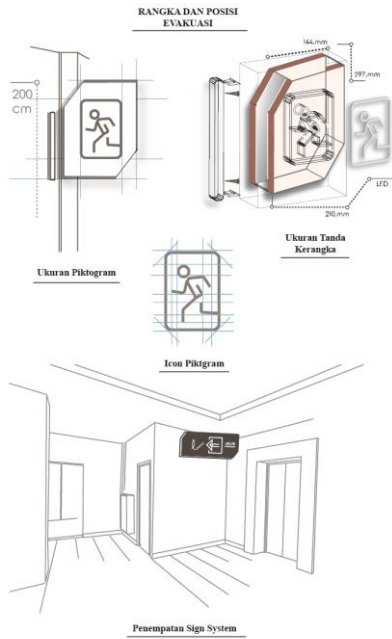 RANGKA DAN POSISI
EVAKUASI
200
cm
144,mm
297,mm
LED
210,mm
Ukuran Piktogram
Ukuran Tanda
Kerangka
Icon Piktgram
Penempatan Sign System